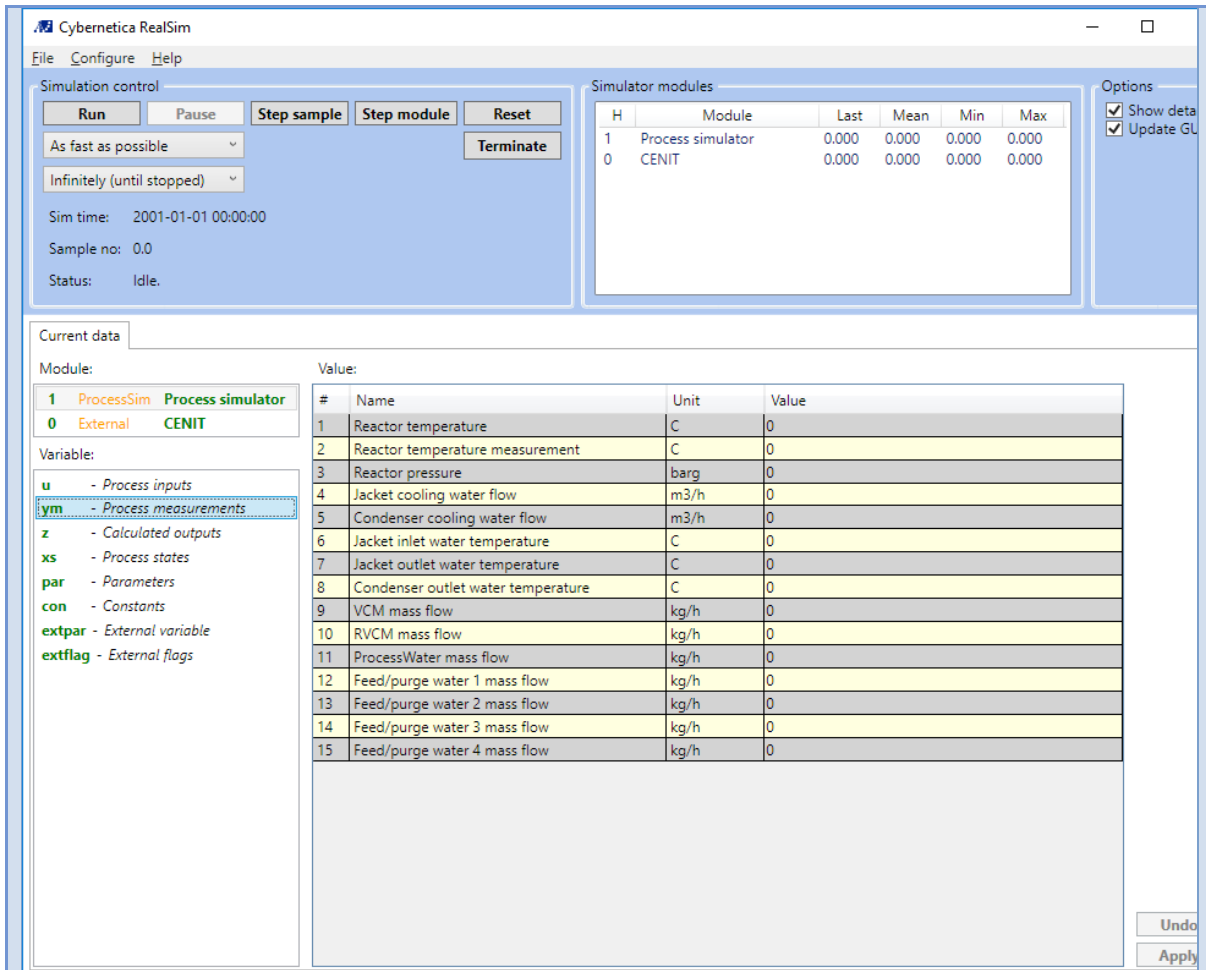 Cybernetica RealSim
File Configure Help
Simulation control
Run Pause Step sample Step module Reset
As fast as possible Terminate
Infinitely (until stopped)
Sim time: 2001-01-01 00:00:00
Sample no: 0.0
Status: Idle.
Simulator modules
H Module Last Mean Min Max
1 Process simulator 0.000 0.000 0.000 0.000
0 CENIT 0.000 0.000 0.000 0.000
Options
Show deta
Update GU
Current data
Module:
1 ProcessSim Process simulator
0 External CENIT
Variable:
u - Process inputs
ym - Process measurements
z - Calculated outputs
xs - Process states
par - Parameters
con - Constants
extpar - External variable
extflag - External flags
Value:
# Name Unit Value
1 Reactor temperature C 0
2 Reactor temperature measurement C 0
3 Reactor pressure barg 0
4 Jacket cooling water flow m3/h 0
5 Condenser cooling water flow m3/h 0
6 Jacket inlet water temperature C 0
7 Jacket outlet water temperature C 0
8 Condenser outlet water temperature C 0
9 VCM mass flow kg/h 0
10 RVCM mass flow kg/h 0
11 ProcessWater mass flow kg/h 0
12 Feed/purge water 1 mass flow kg/h 0
13 Feed/purge water 2 mass flow kg/h 0
14 Feed/purge water 3 mass flow kg/h 0
15 Feed/purge water 4 mass flow kg/h 0
Undo
Apply